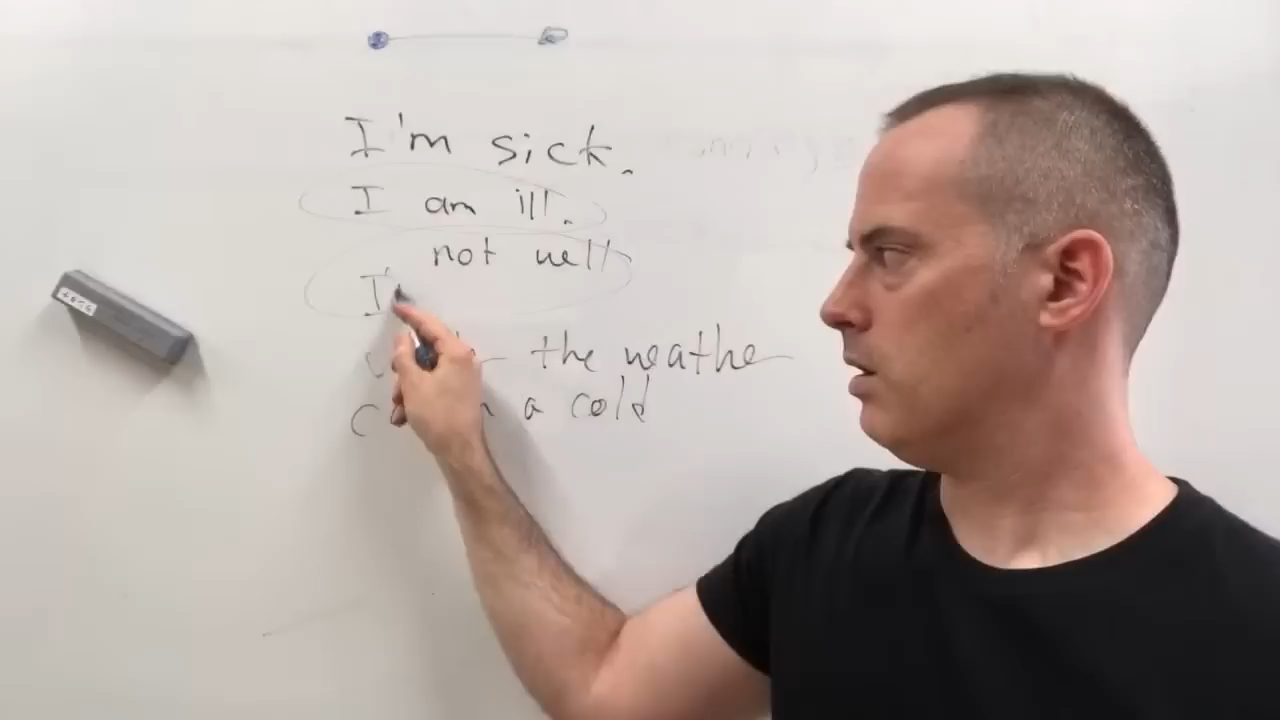 I'm sick.
I am ill.
not well
I'
the weathe
a cold